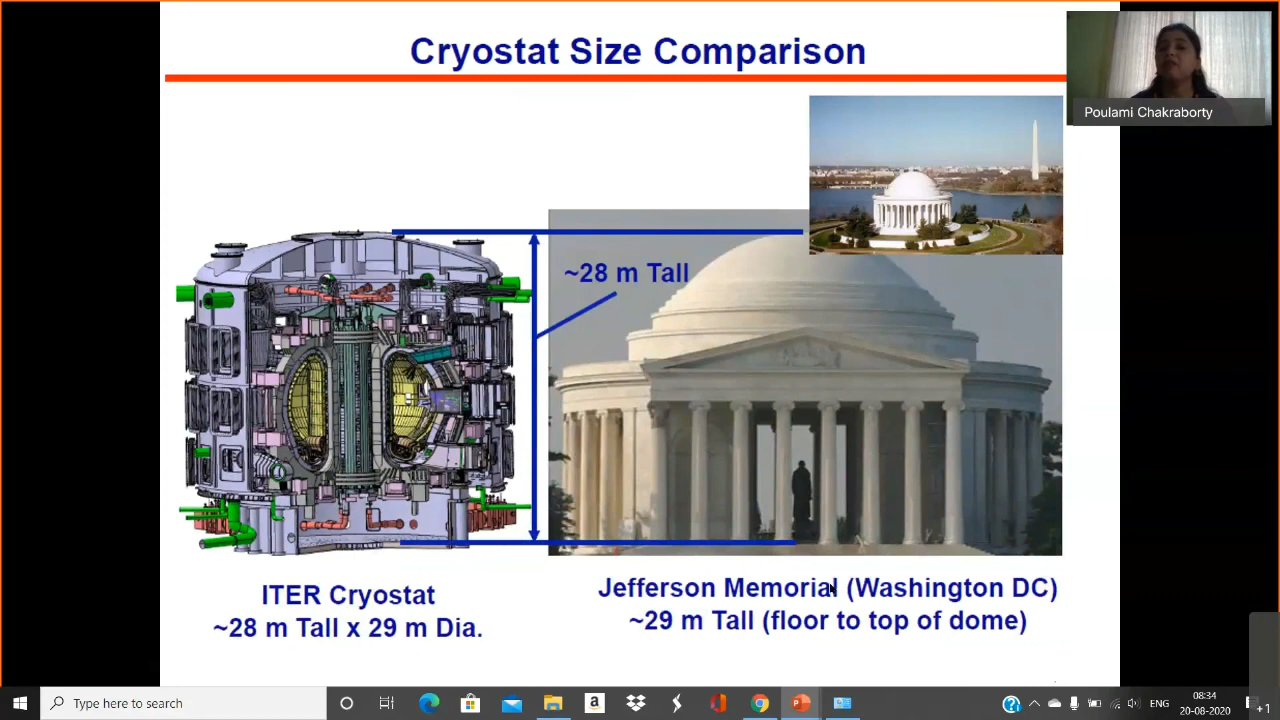 Cryostat Size Comparison
Poulami Chakraborty
~28 m Tall
ITER Cryostat
~28 m Tall x 29 m Dia.
Jefferson Memorial (Washington DC)
~29 m Tall (floor to top of dome)
Type here to search
a
ENG
08:34
20-08-2020
+1